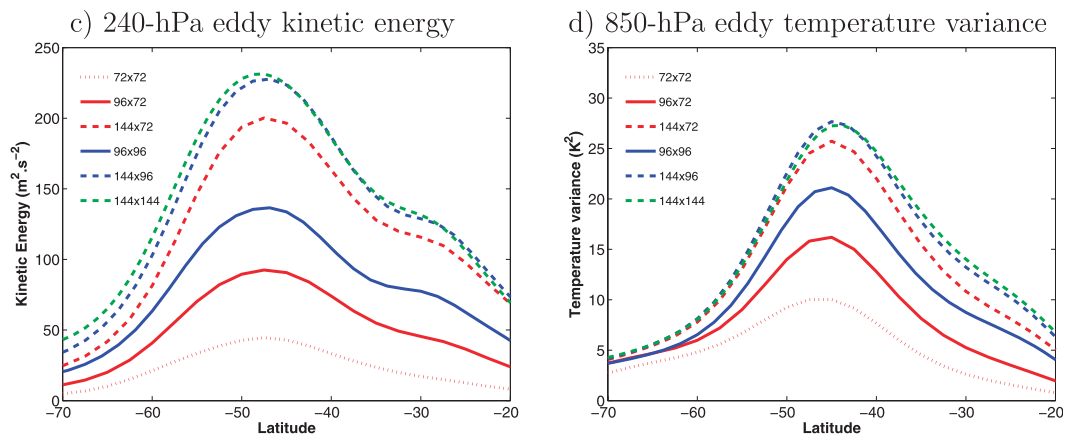 c) 240-hPa eddy kinetic energy
250
200
150
100
50
0
−70
−60
−50
−40
−30
−20
Latitude
Kinetic Energy (m².s⁻²)
72x72
96x72
144x72
96x96
144x96
144x144
d) 850-hPa eddy temperature variance
35
30
25
20
15
10
5
0
−70
−60
−50
−40
−30
−20
Latitude
Temperature variance (K²)
72x72
96x72
144x72
96x96
144x96
144x144